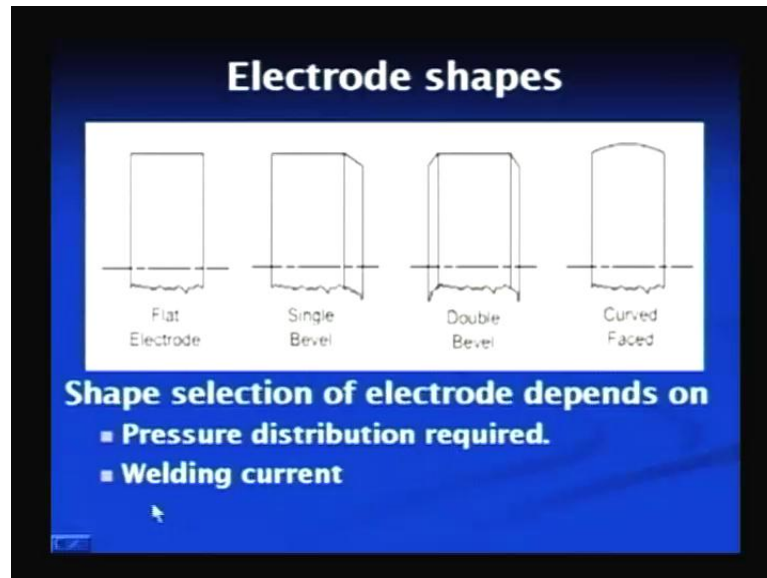 Electrode shapes
Flat Single Double Curved
Electrode Bevel Bevel Faced
Shape selection of electrode depends on
Pressure distribution required.
Welding current